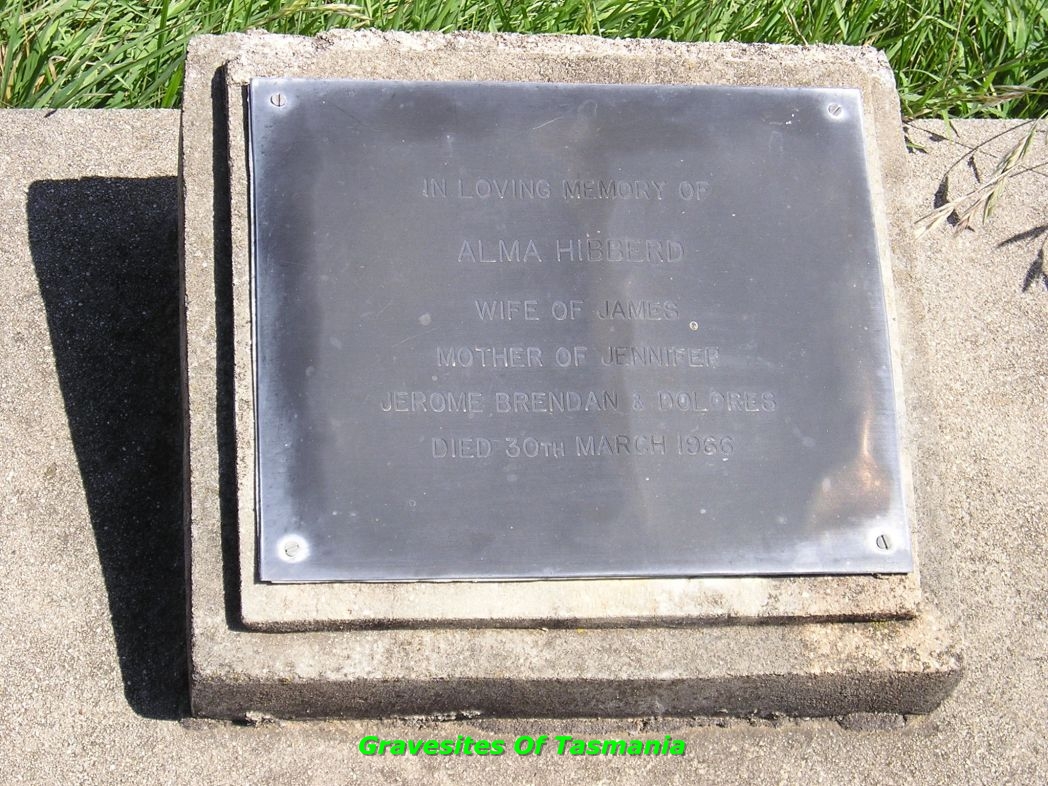 IN LOVING MEMORY OF
ALMA HIBBERD
WIFE OF JAMES
MOTHER OF JENNIFER
JEROME BRENDAN & DOLORES
DIED 30TH MARCH 1966
Gravesites Of Tasmania